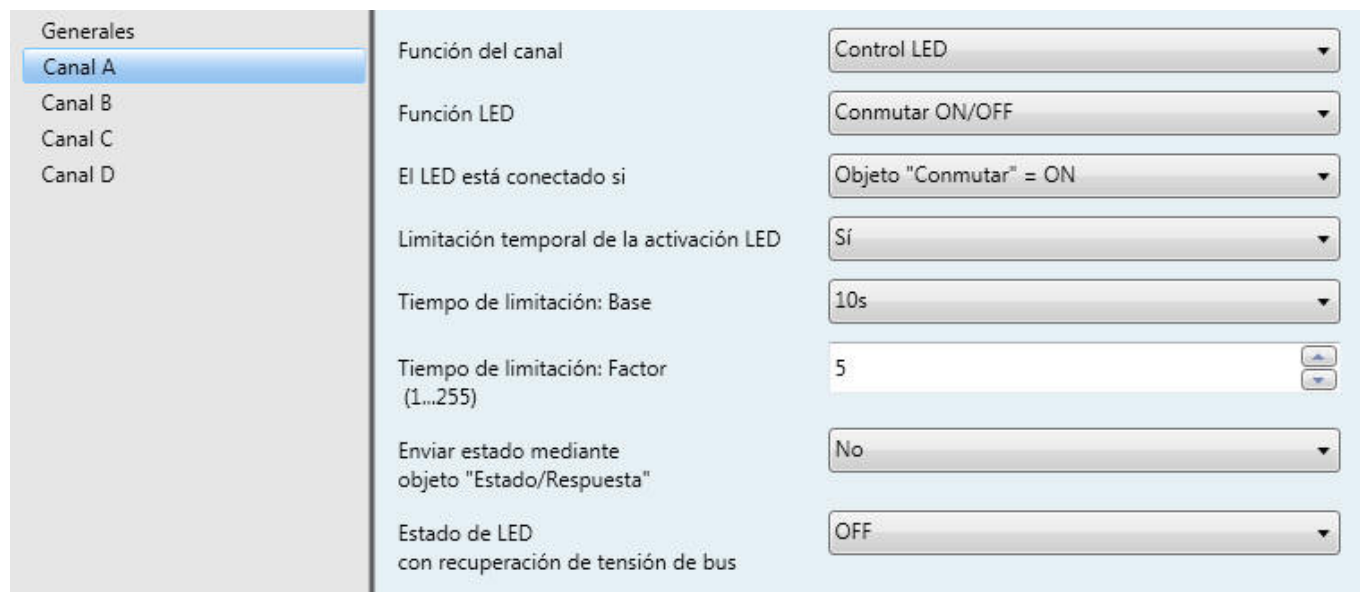 Generales
Canal A
Canal B
Canal C
Canal D
Función del canal
Control LED
Función LED
Conmutar ON/OFF
El LED está conectado si
Objeto "Conmutar" = ON
Limitación temporal de la activación LED
Sí
Tiempo de limitación: Base
10s
Tiempo de limitación: Factor
(1...255)
5
Enviar estado mediante
objeto "Estado/Respuesta"
No
Estado de LED
con recuperación de tensión de bus
OFF